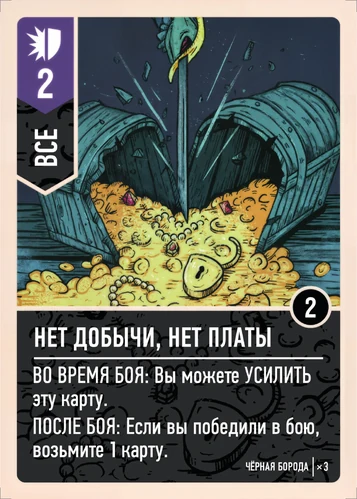 2
ВСЕ
2
НЕТ ДОБЫЧИ, НЕТ ПЛАТЫ
ВО ВРЕМЯ БОЯ: Вы можете УСИЛИТЬ
эту карту.
ПОСЛЕ БОЯ: Если вы победили в бою,
возьмите 1 карту.
ЧЁРНАЯ БОРОДА | ×3